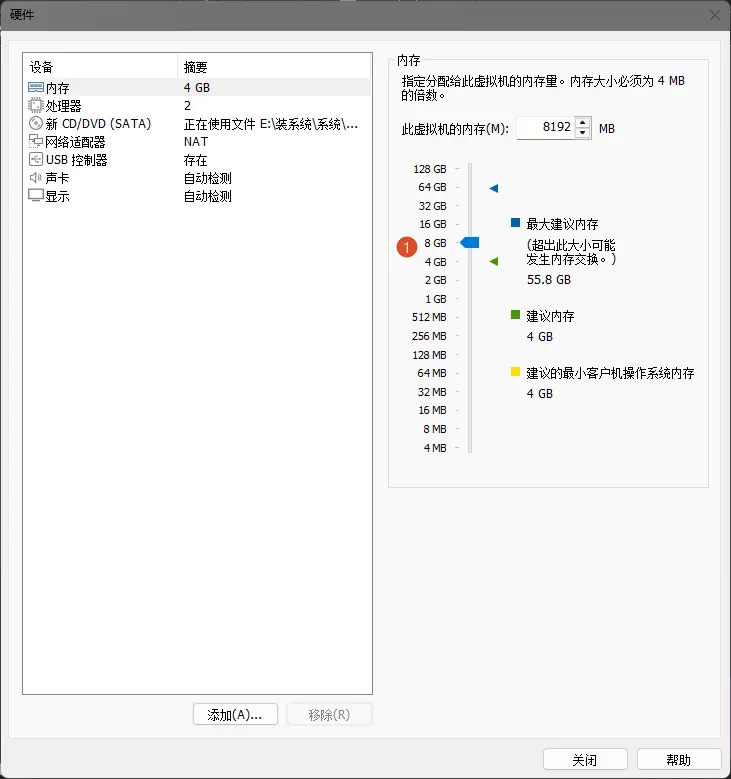 硬件
设备 摘要
内存 4 GB
处理器 2
新 CD/DVD (SATA) 正在使用文件 E:\装系统\系统\...
网络适配器 NAT
USB 控制器 存在
声卡 自动检测
显示 自动检测
添加(A)...
移除(R)
内存
指定分配给此虚拟机的内存量。内存大小必须为 4 MB
的倍数。
此虚拟机的内存(M): 8192 MB
128 GB
64 GB
32 GB
16 GB
1
8 GB
4 GB
2 GB
1 GB
512 MB
256 MB
128 MB
64 MB
32 MB
16 MB
8 MB
4 MB
最大建议内存
(超出此大小可能
发生内存交换。)
55.8 GB
建议内存
4 GB
建议的最小客户机操作系统内存
4 GB
关闭
帮助